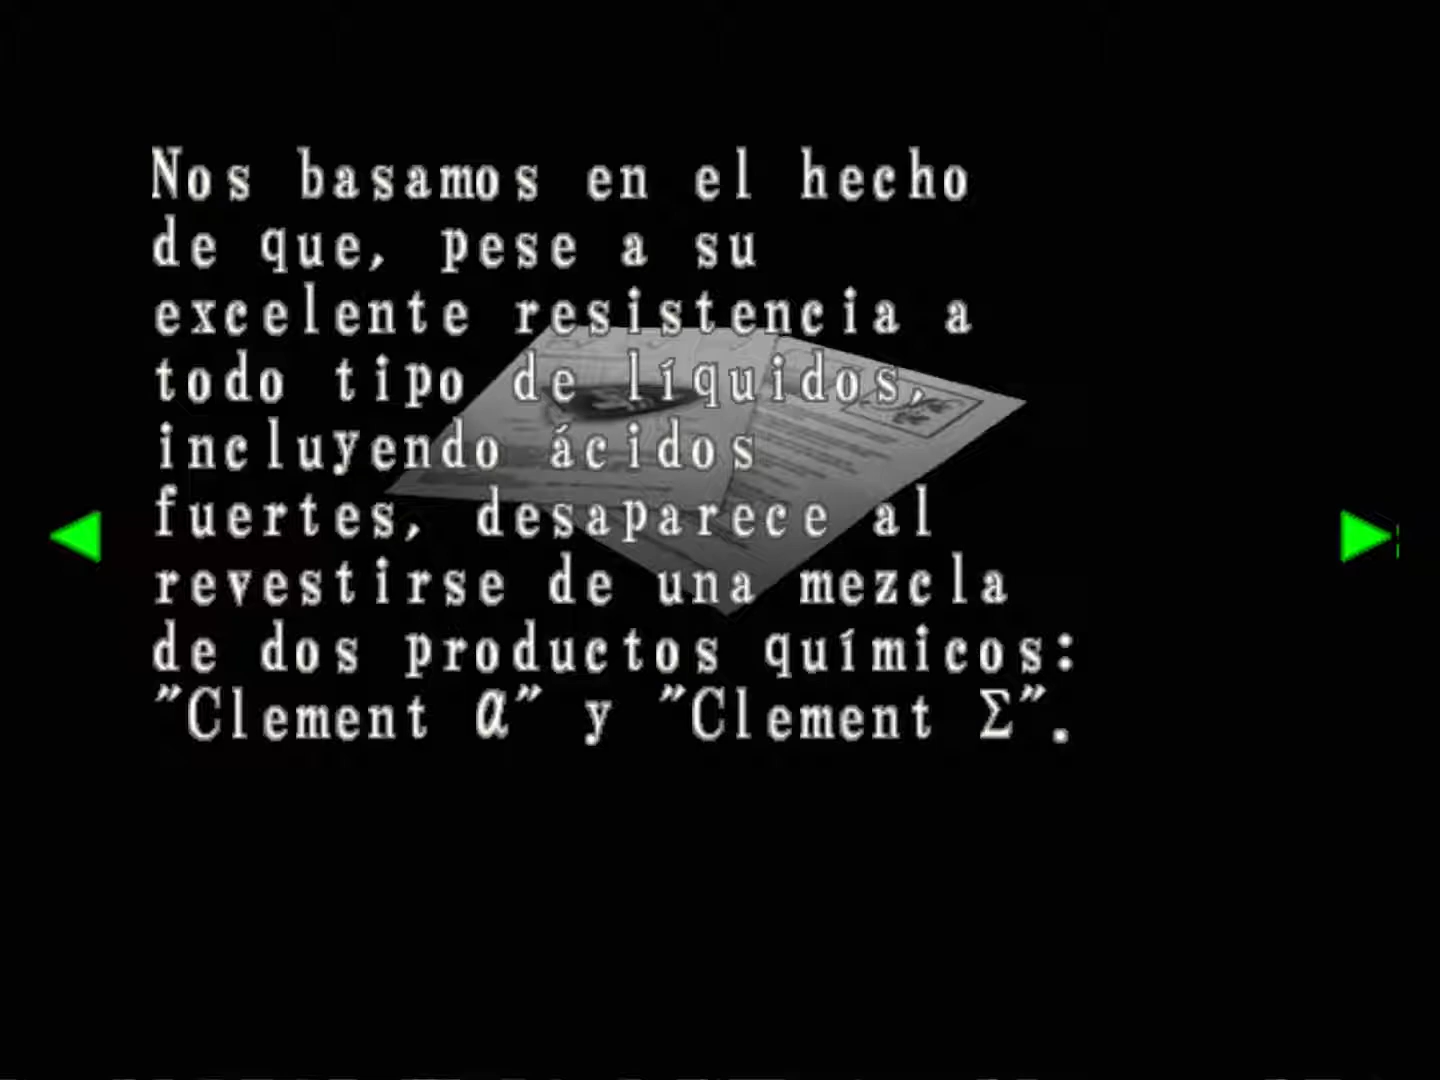 Nos basamos en el hecho
de que, pese a su
excelente resistencia a
todo tipo de líquidos,
incluyendo ácidos
fuertes, desaparece al
revestirse de una mezcla
de dos productos químicos:
"Clement α" y "Clement Σ".